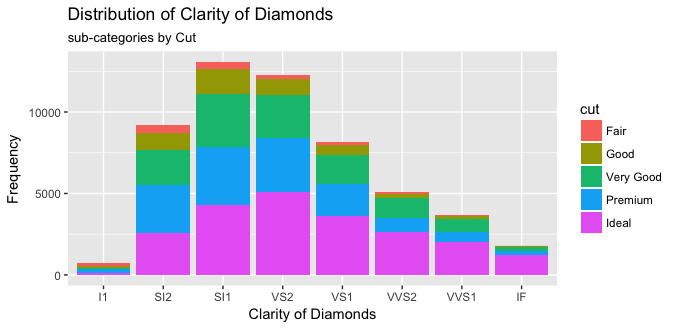 Distribution of Clarity of Diamonds
sub-categories by Cut
Frequency
10000
5000
0
I1 SI2 SI1 VS2 VS1 VVS2 VVS1 IF
Clarity of Diamonds
cut
Fair
Good
Very Good
Premium
Ideal